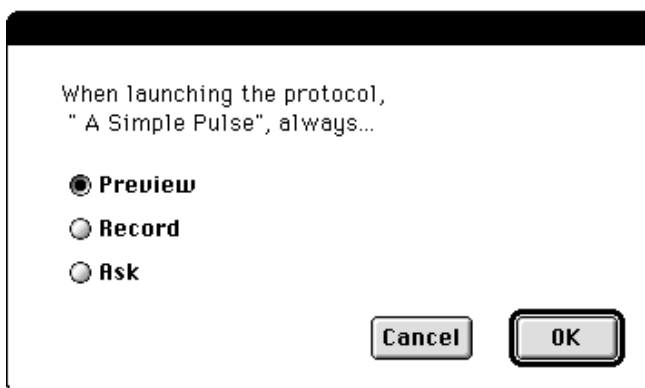 When launching the protocol,
" A Simple Pulse", always...
Preview
Record
Ask
Cancel OK